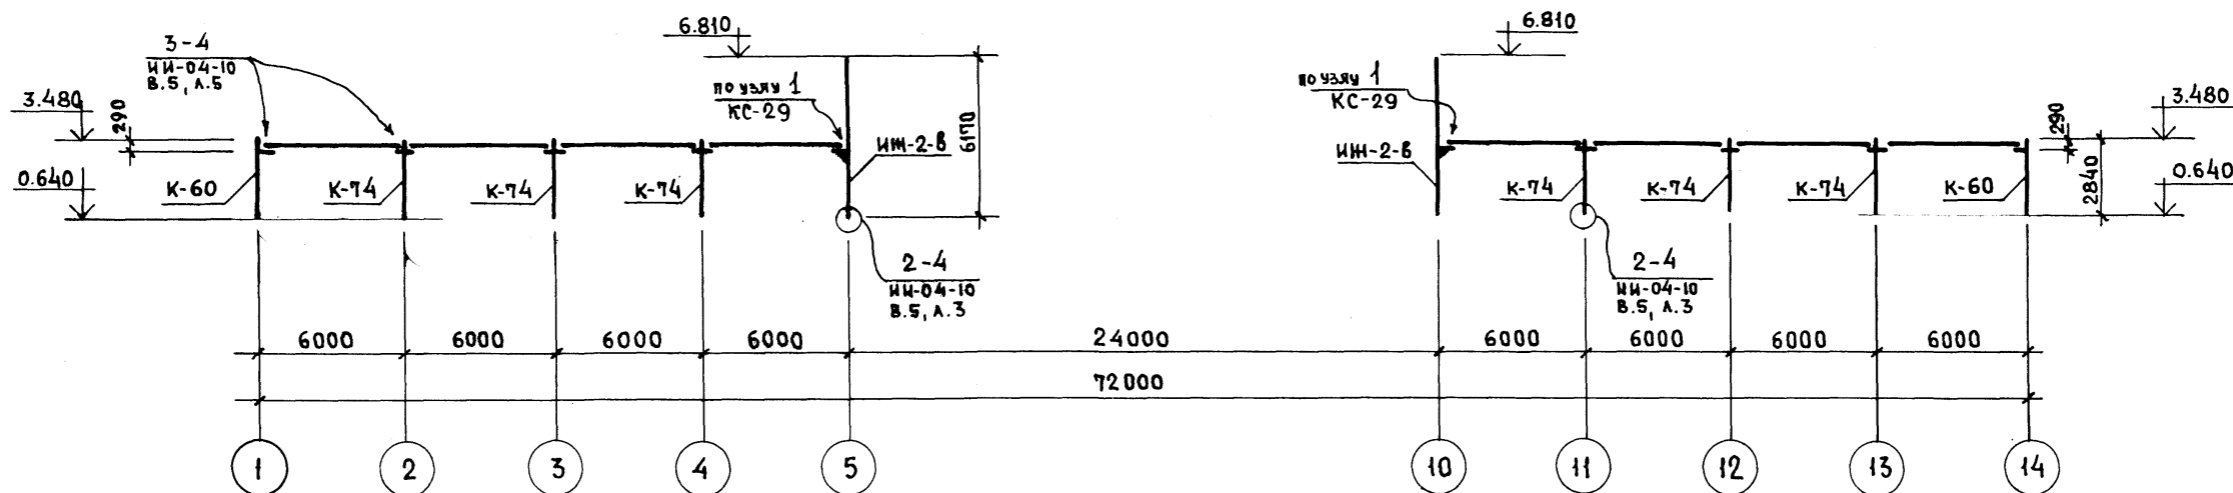 6.810
6.810
3-4
ИИ-04-10
В.5, Л.5
по узлу 1
КС-29
по узлу 1
КС-29
3.480
290
6170
290
3.480
ИЖ-2-в
ИЖ-2-в
0.640
К-60
К-74
К-74
К-74
К-74
К-74
К-74
К-60
2840
0.640
2-4
ИИ-04-10
В.5, Л.3
2-4
ИИ-04-10
В.5, Л.3
6000 6000 6000 6000 24000 6000 6000 6000 6000
72000
1 2 3 4 5 10 11 12 13 14